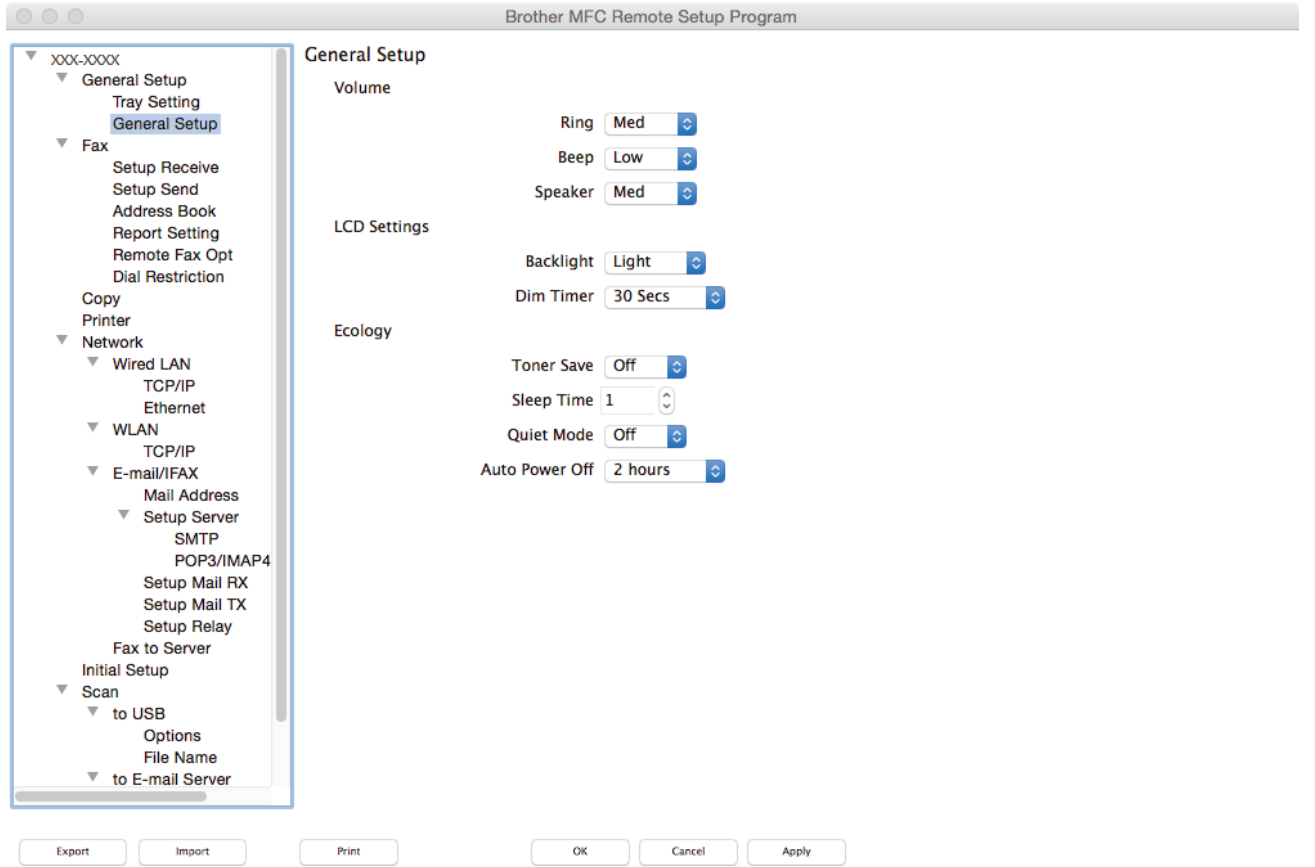 Brother MFC Remote Setup Program
XXX-XXXX
General Setup
Tray Setting
General Setup
Fax
Setup Receive
Setup Send
Address Book
Report Setting
Remote Fax Opt
Dial Restriction
Copy
Printer
Network
Wired LAN
TCP/IP
Ethernet
WLAN
TCP/IP
E-mail/IFAX
Mail Address
Setup Server
SMTP
POP3/IMAP4
Setup Mail RX
Setup Mail TX
Setup Relay
Fax to Server
Initial Setup
Scan
to USB
Options
File Name
to E-mail Server
General Setup
Volume
Ring Med
Beep Low
Speaker Med
LCD Settings
Backlight Light
Dim Timer 30 Secs
Ecology
Toner Save Off
Sleep Time 1
Quiet Mode Off
Auto Power Off 2 hours
Export Import Print OK Cancel Apply